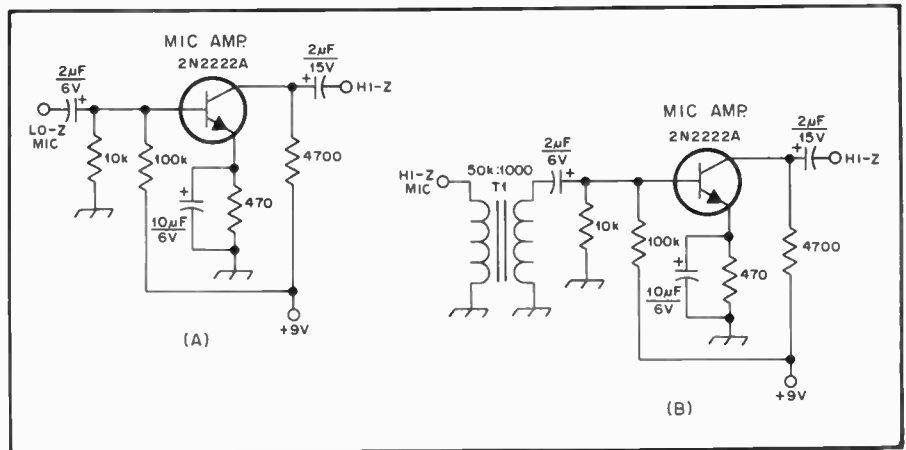 MIC AMP.
2N2222A
2µF
6V
+
LO-Z
MIC
10k
100k
+
10µF
6V
470
2µF
15V
+
HI-Z
4700
+9V
(A)
HI-Z
MIC
50k:1000
T1
2µF
6V
+
10k
100k
MIC AMP.
2N2222A
+
10µF
6V
470
2µF
15V
+
HI-Z
4700
+9V
(B)